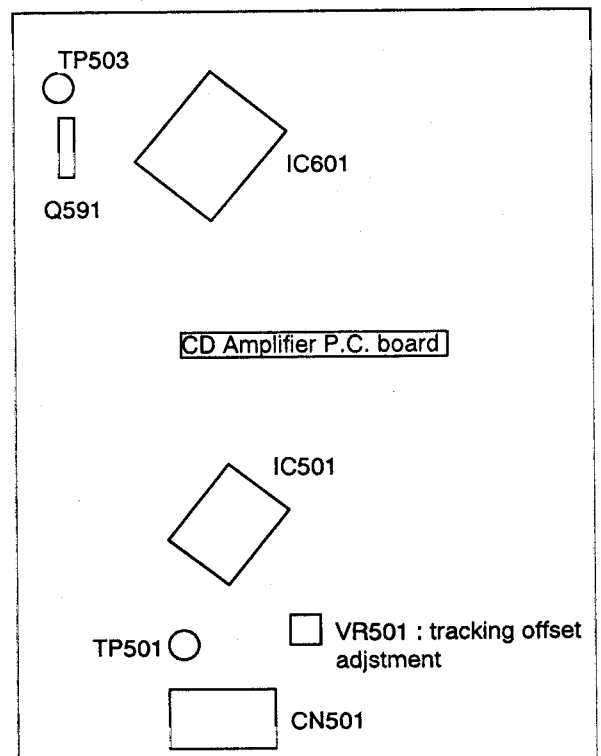 TP503
IC601
Q591
CD Amplifier P.C. board
IC501
TP501
VR501 : tracking offset
adjstment
CN501